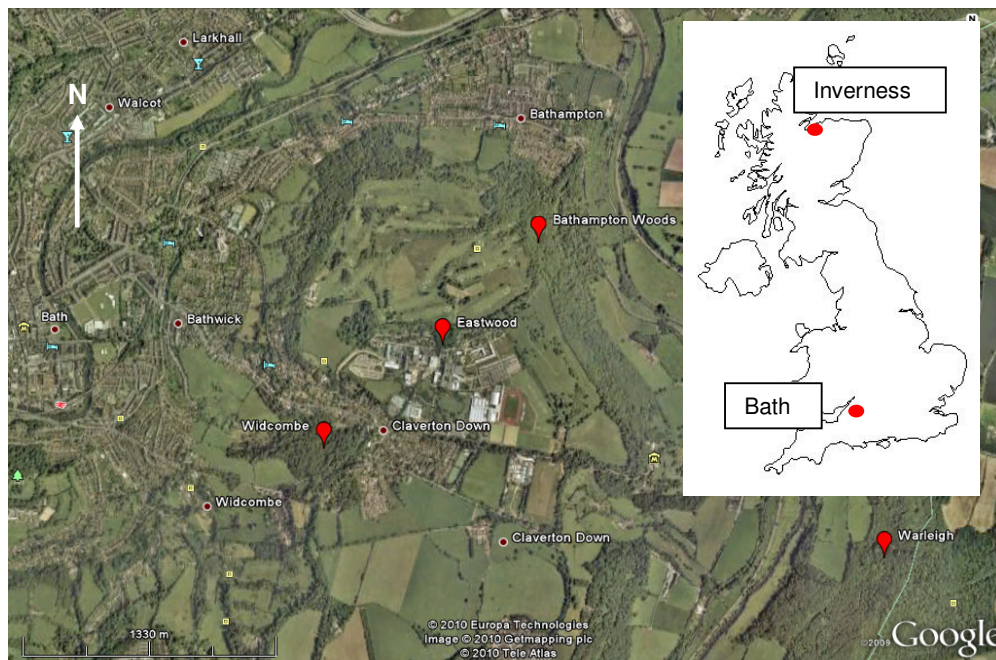 Larkhall
N
Walcot
N
Bathampton
Bathampton Woods
Bath
Bathwick
Eastwood
Widcombe
Claverton Down
Widcombe
Claverton Down
Warleigh
1330 m
© 2010 Europa Technologies
Image © 2010 Getmapping plc
© 2010 Tele Atlas
©2009 Google
Inverness
Bath